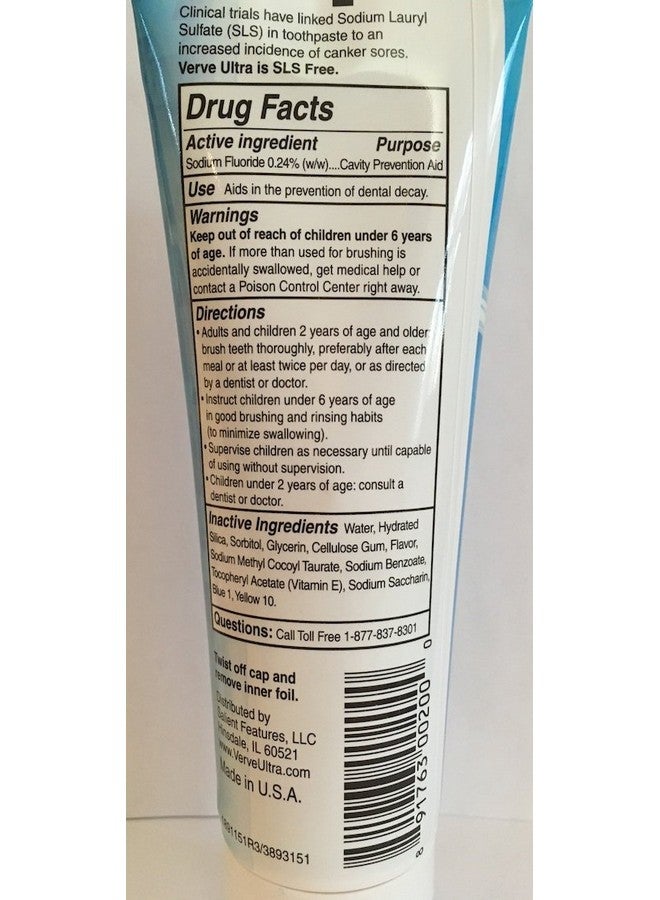 Clinical trials have linked Sodium Lauryl
Sulfate (SLS) in toothpaste to an
increased incidence of canker sores.
Verve Ultra is SLS Free.
Drug Facts
Active ingredient Purpose
Sodium Fluoride 0.24% (w/w)....Cavity Prevention Aid
Use Aids in the prevention of dental decay.
Warnings
Keep out of reach of children under 6 years
of age. If more than used for brushing is
accidentally swallowed, get medical help or
contact a Poison Control Center right away.
Directions
• Adults and children 2 years of age and older
brush teeth thoroughly, preferably after each
meal or at least twice per day, or as directed
by a dentist or doctor.
• Instruct children under 6 years of age
in good brushing and rinsing habits
(to minimize swallowing).
• Supervise children as necessary until capable
of using without supervision.
• Children under 2 years of age: consult a
dentist or doctor.
Inactive Ingredients Water, Hydrated
Silica, Sorbitol, Glycerin, Cellulose Gum, Flavor,
Sodium Methyl Cocoyl Taurate, Sodium Benzoate,
Tocopheryl Acetate (Vitamin E), Sodium Saccharin,
Blue 1, Yellow 10.
Questions: Call Toll Free 1-877-837-8301
Twist off cap and
remove inner foil.
Distributed by
Salient Features, LLC
Hinsdale, IL 60521
www.VerveUltra.com
Made in U.S.A.
8 91763 00200 0